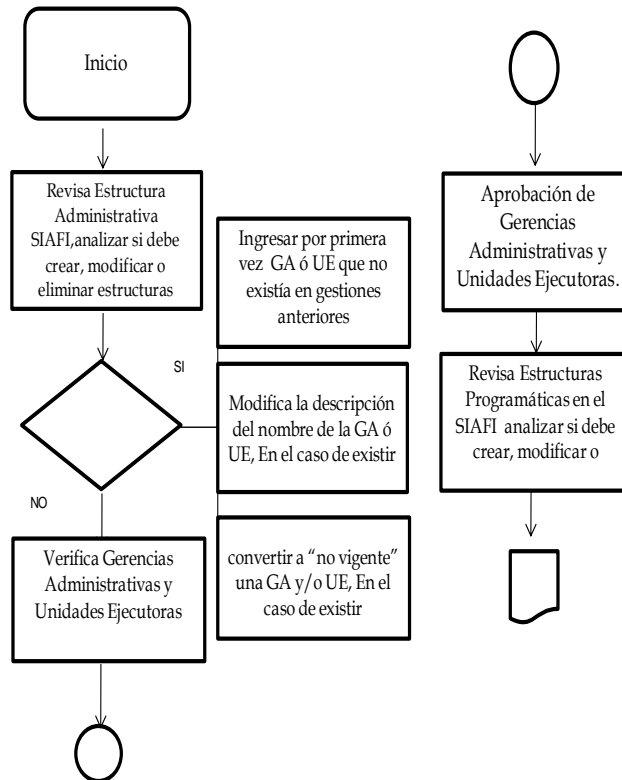 Inicio
Revisa Estructura
Administrativa
SIAFI,analizar si debe
crear, modificar o
eliminar estructuras
SI
NO
Ingresar por primera
vez GA ó UE que no
existía en gestiones
anteriores
Modifica la descripción
del nombre de la GA ó
UE, En el caso de existir
convertir a “no vigente”
una GA y/o UE, En el
caso de existir
Verifica Gerencias
Administrativas y
Unidades Ejecutoras
Aprobación de
Gerencias
Administrativas y
Unidades Ejecutoras.
Revisa Estructuras
Programáticas en el
SIAFI analizar si debe
crear, modificar o